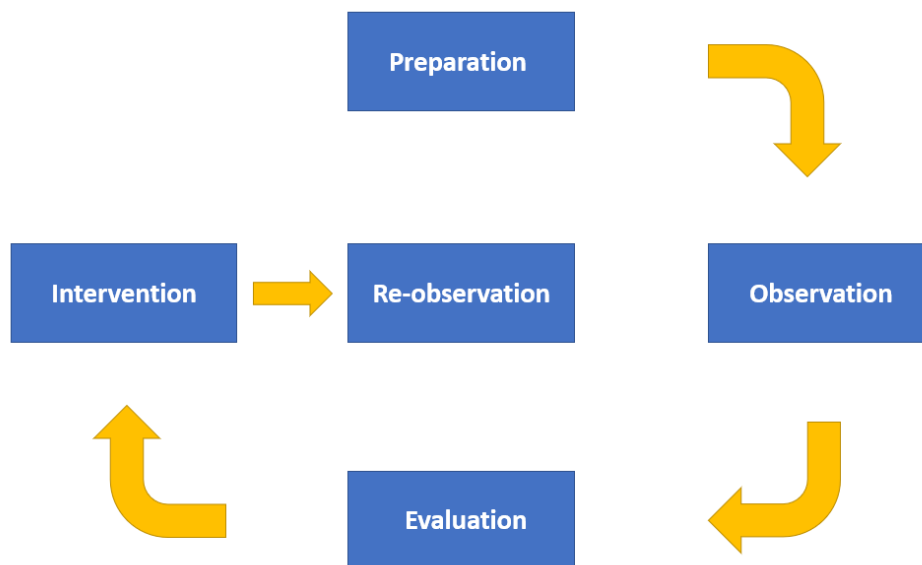 Preparation
Intervention
Re-observation
Observation
Evaluation